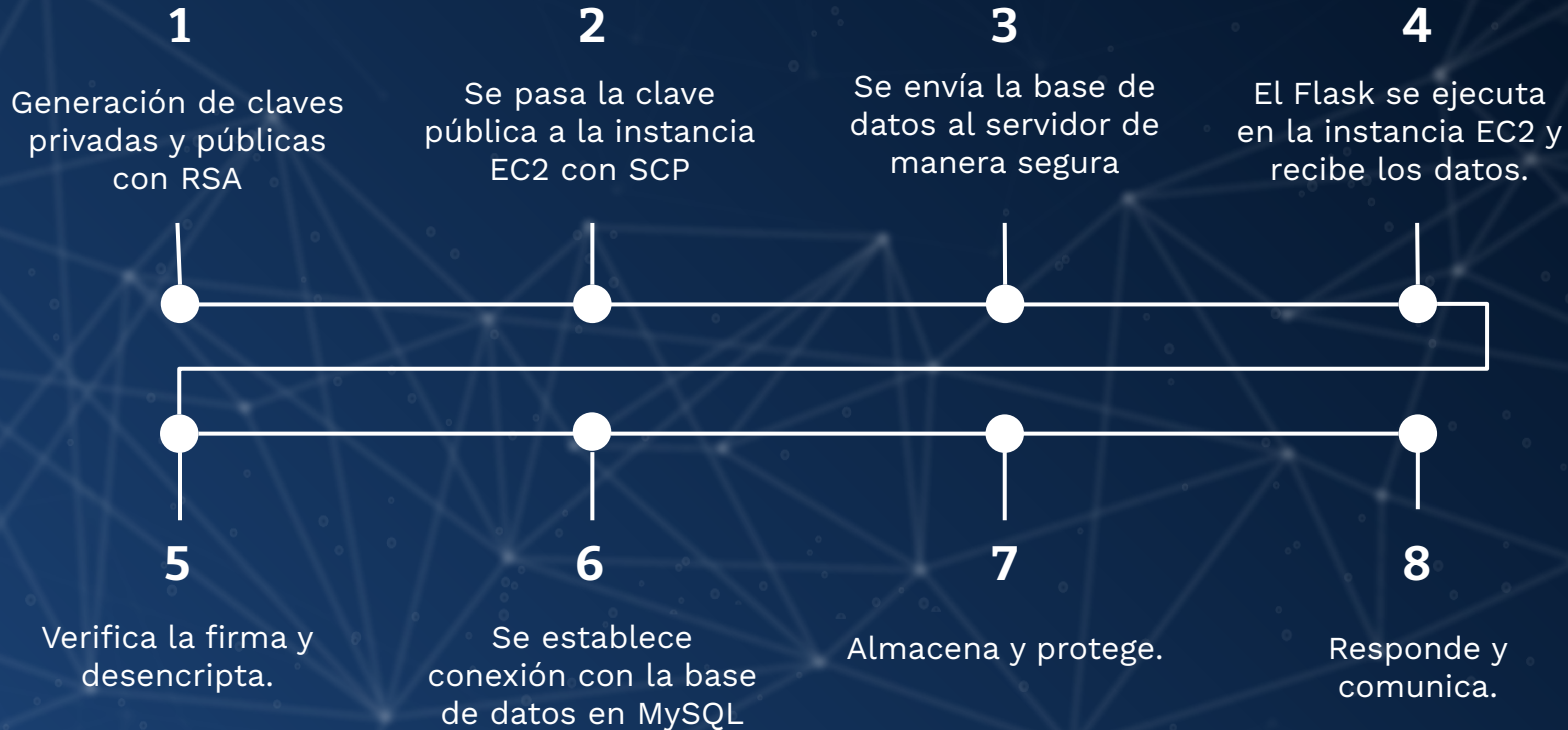 1
Generación de claves
privadas y públicas
con RSA
2
Se pasa la clave
pública a la instancia
EC2 con SCP
3
Se envía la base de
datos al servidor de
manera segura
4
El Flask se ejecuta
en la instancia EC2 y
recibe los datos.
5
Verifica la firma y
desencripta.
6
Se establece
conexión con la base
de datos en MySQL
7
Almacena y protege.
8
Responde y
comunica.